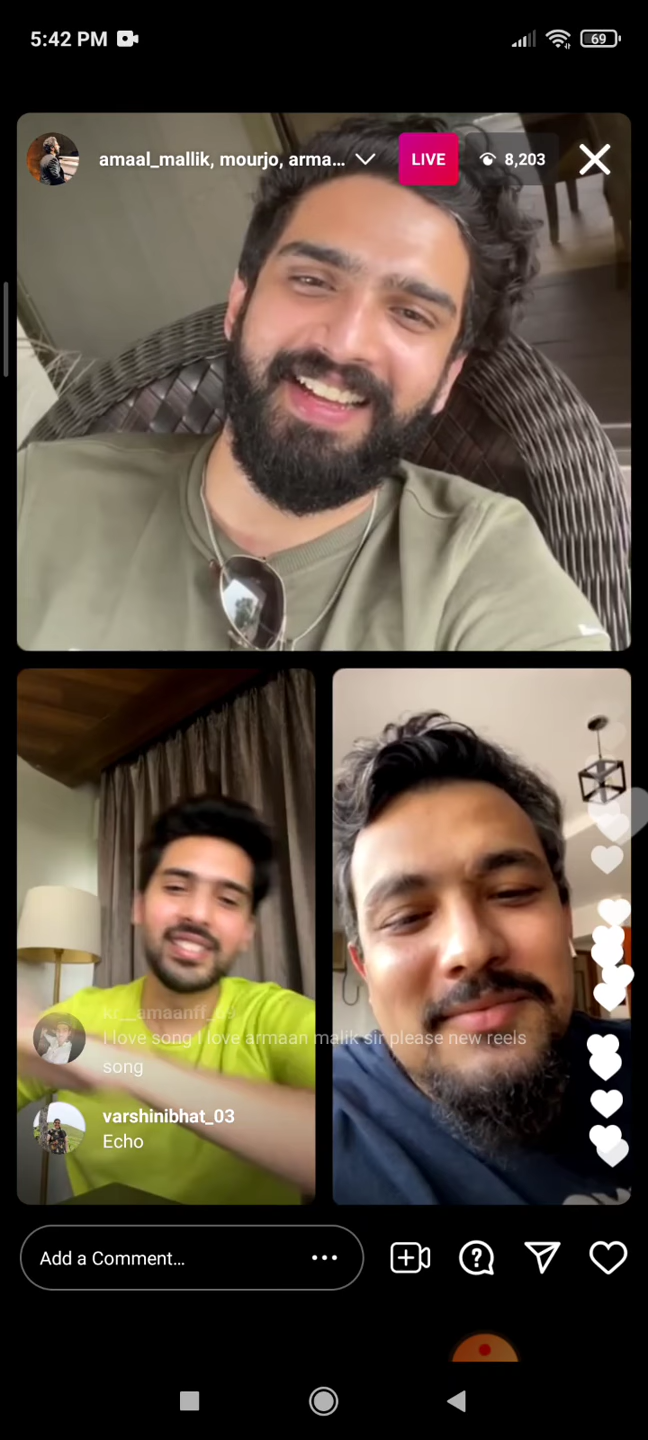 5:42 PM
69
amaal_mallik, mourjo, arma...
LIVE
8,203
I love song I love armaan malik sir please new reels
song
varshinibhat_03
Echo
Add a Comment...